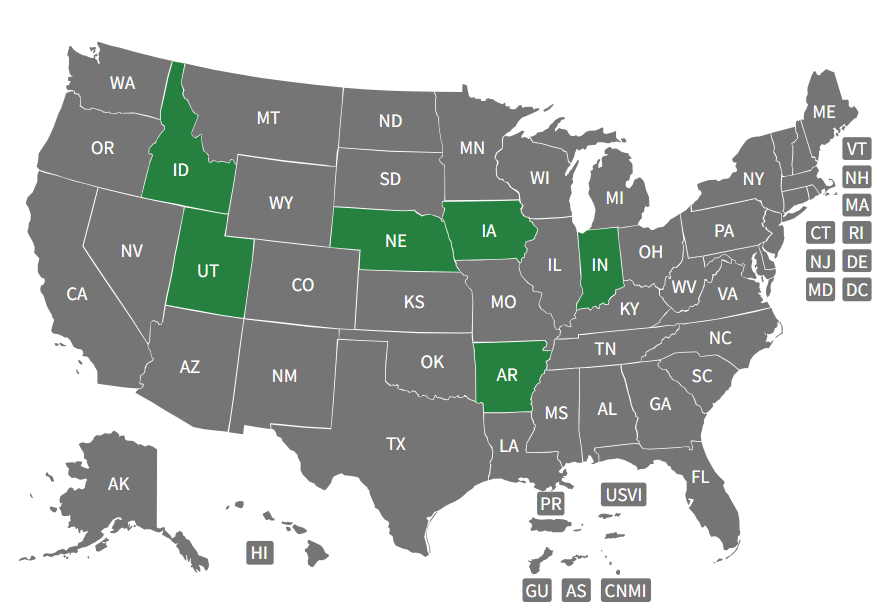 WA
MT
ND
MN
ME
OR
ID
SD
WI
MI
NY
VT
NH
MA
WY
NE
IA
PA
CT
RI
NV
UT
CO
IL
IN
OH
NJ
DE
CA
KS
MO
KY
WV
VA
MD
DC
AZ
NM
OK
AR
TN
NC
SC
MS
AL
GA
TX
LA
FL
AK
PR
USVI
HI
GU
AS
CNMI